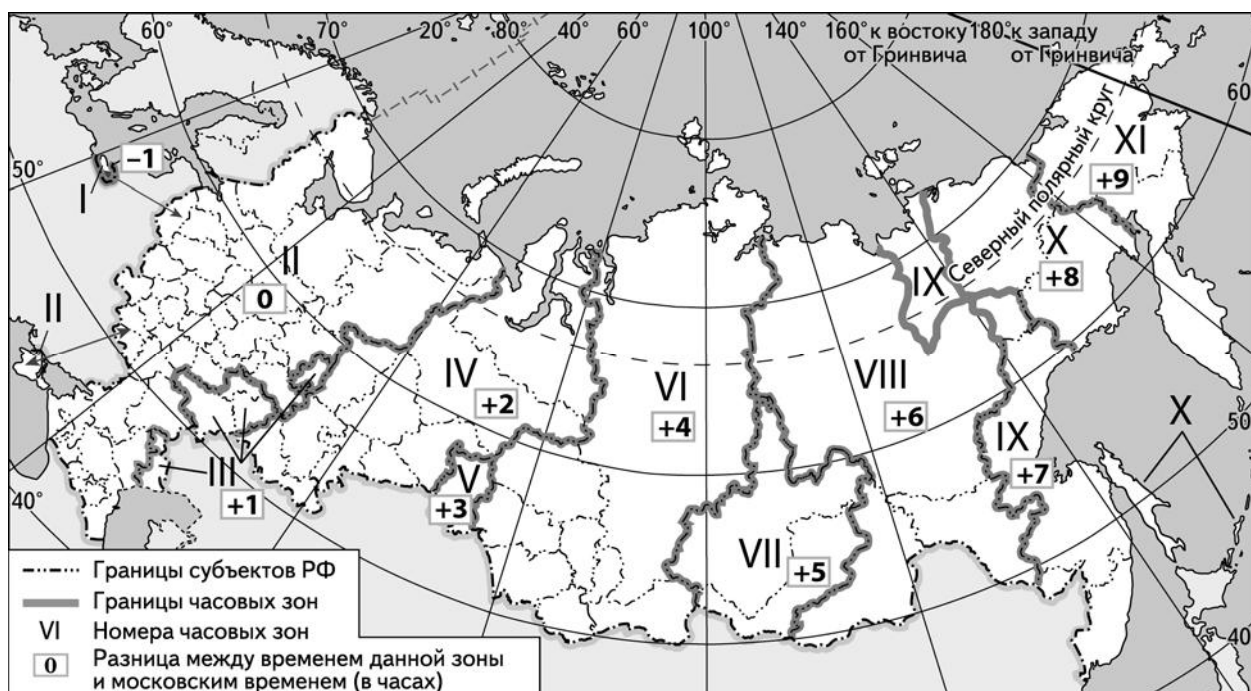 60° 70° 20° 40° 60° 80° 100° 120° 140° 160° к востоку 180° к западу
от Гринвича от Гринвича
60
50°
–1
I
XI
+9
Северный полярный круг
II
0
IX
X
+8
II
IV
+2
VI
+4
VIII
+6
50
X
III
+1
V
+3
IX
+7
40°
VII
+5
40
Границы субъектов РФ
Границы часовых зон
VI Номера часовых зон
0 Разница между временем данной зоны
и московским временем (в часах)